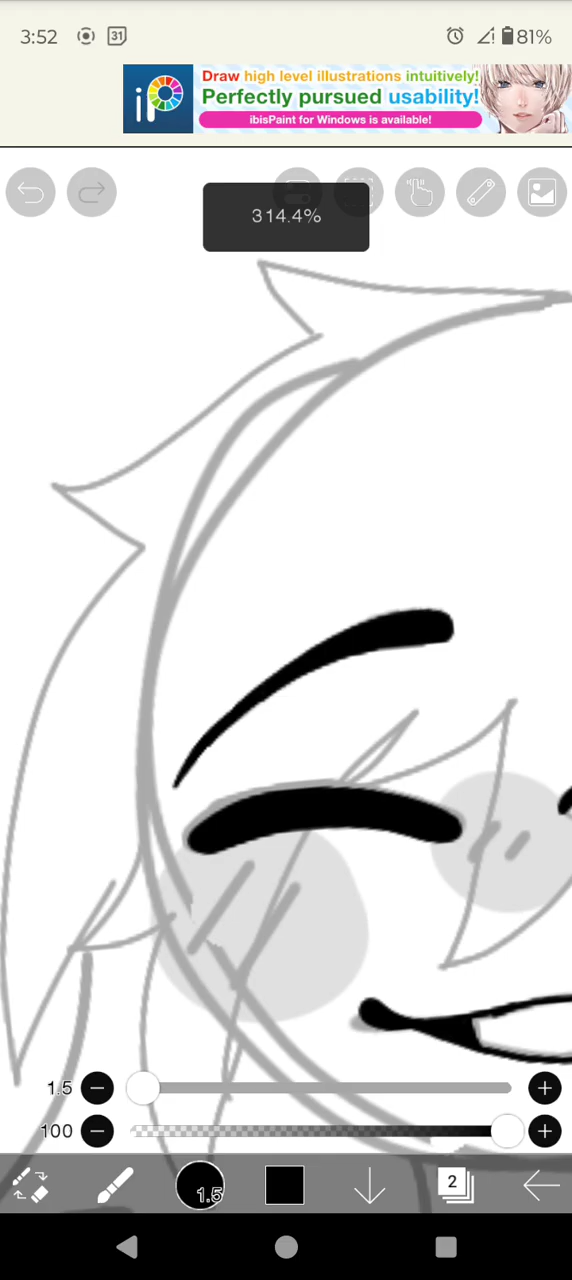 3:52
31
81%
iP
Draw high level illustrations intuitively!
Perfectly pursued usability!
ibisPaint for Windows is available!
314.4%
1.5
100
1.5
2